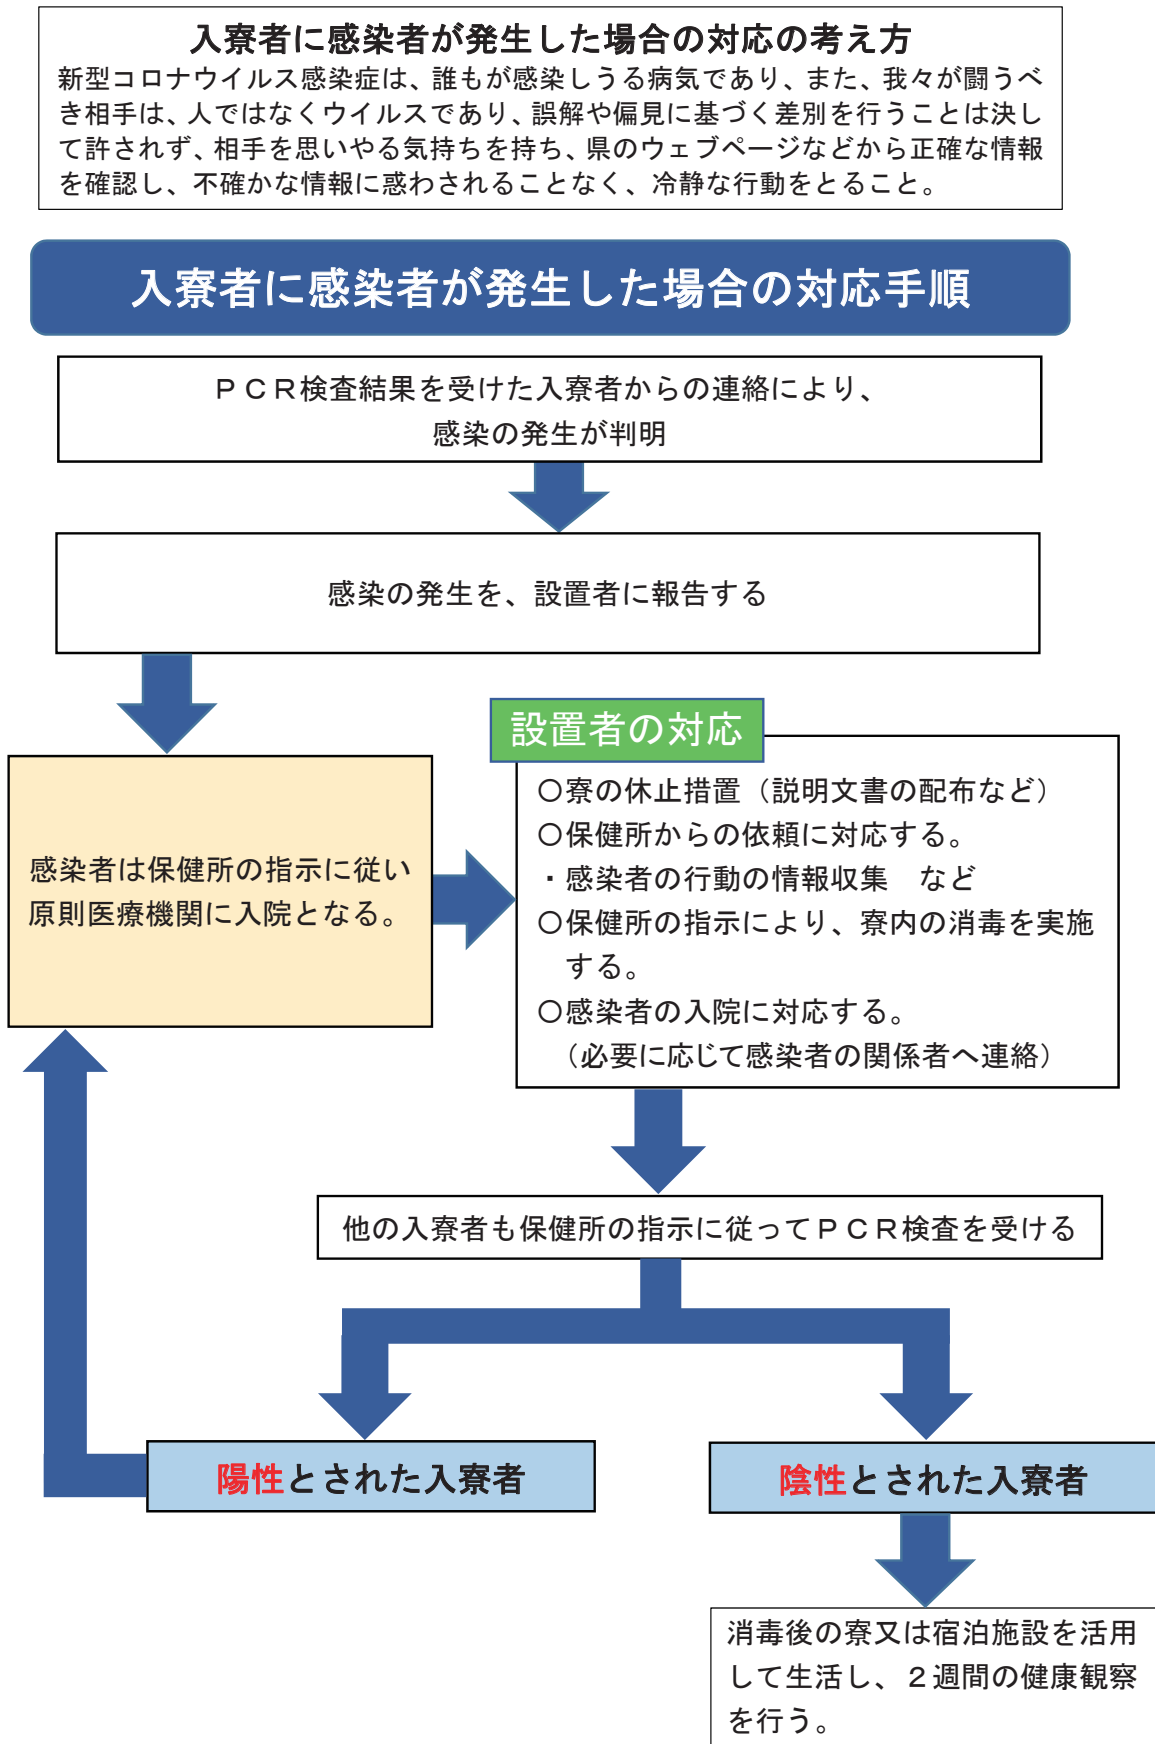 入寮者に感染者が発生した場合の対応の考え方
新型コロナウイルス感染症は、誰もが感染しうる病気であり、また、我々が闘うべ
き相手は、人ではなくウイルスであり、誤解や偏見に基づく差別を行うことは決し
て許されず、相手を思いやる気持ちを持ち、県のウェブページなどから正確な情報
を確認し、不確かな情報に惑わされることなく、冷静な行動をとること。
入寮者に感染者が発生した場合の対応手順
ＰＣＲ検査結果を受けた入寮者からの連絡により、
感染の発生が判明
感染の発生を、設置者に報告する
感染者は保健所の指示に従い
原則医療機関に入院となる。
設置者の対応
〇寮の休止措置（説明文書の配布など）
〇保健所からの依頼に対応する。
・感染者の行動の情報収集　など
〇保健所の指示により、寮内の消毒を実施
する。
〇感染者の入院に対応する。
（必要に応じて感染者の関係者へ連絡）
他の入寮者も保健所の指示に従ってＰＣＲ検査を受ける
陽性とされた入寮者
陰性とされた入寮者
消毒後の寮又は宿泊施設を活用
して生活し、２週間の健康観察
を行う。